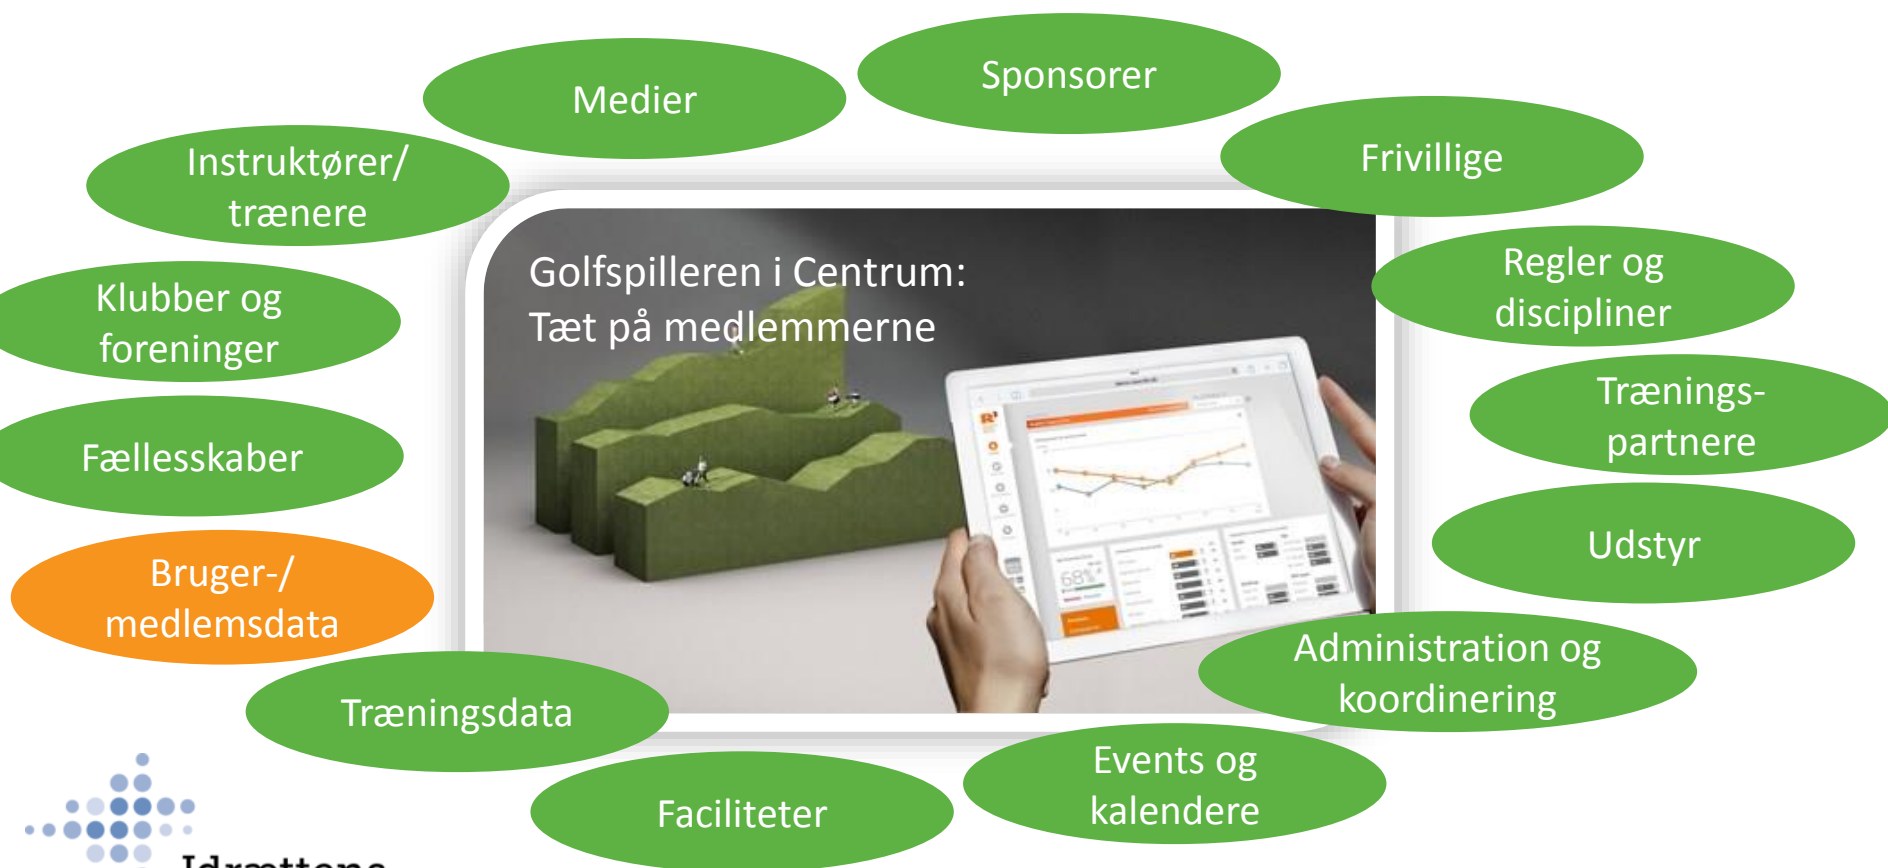 Medier
Sponsorer
Frivillige
Instruktører/
trænere
Golfspilleren i Centrum:
Tæt på medlemmerne
Regler og
discipliner
Klubber og
foreninger
Trænings-
partnere
Fællesskaber
Udstyr
Bruger-/
medlemsdata
68%
Administration og
koordinering
Træningsdata
Events og
kalendere
Faciliteter